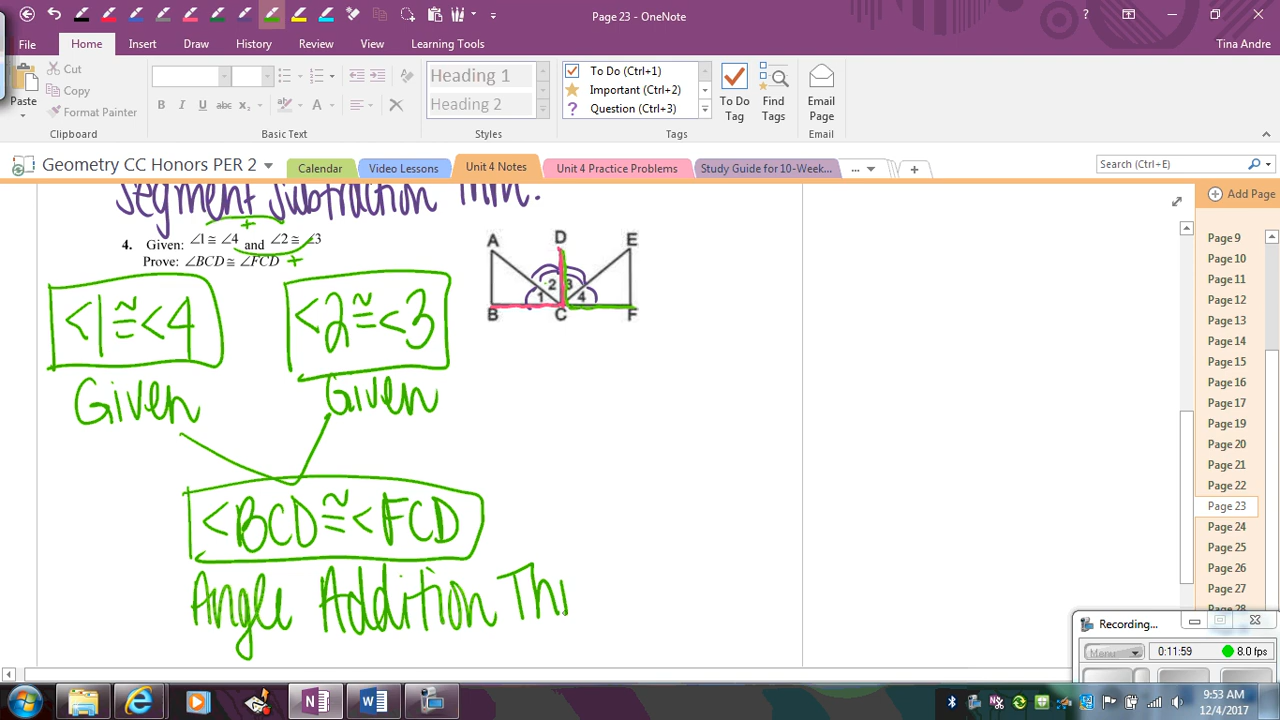 Page 23 - OneNote
Tina Andre
File Home Insert Draw History Review View Learning Tools
Paste
Cut
Copy
Format Painter
Clipboard
B I U abc x₂ A
Basic Text
Heading 1
Heading 2
Styles
To Do (Ctrl+1)
Important (Ctrl+2)
Question (Ctrl+3)
Tags
To Do Tag
Find Tags
Email Page
Email
Geometry CC Honors PER 2
Calendar
Video Lessons
Unit 4 Notes
Unit 4 Practice Problems
Study Guide for 10-Week...
...
Search (Ctrl+E)
Add Page
Page 9
Page 10
Page 11
Page 12
Page 13
Page 14
Page 15
Page 16
Page 17
Page 19
Page 20
Page 21
Page 22
Page 23
Page 24
Page 25
Page 26
Page 27
Page 28
Segment Subtraction Thm.
+
4. Given: ∠1 ≅ ∠4 and ∠2 ≅ ∠3
Prove: ∠BCD ≅ ∠FCD +
A D E
2 3
1 4
B C F
<1 ≅ <4
<2 ≅ <3
Given
Given
<BCD ≅ <FCD
Angle Addition Th
Recording...
Menu
0:11:59
8.0 fps
9:53 AM
12/4/2017